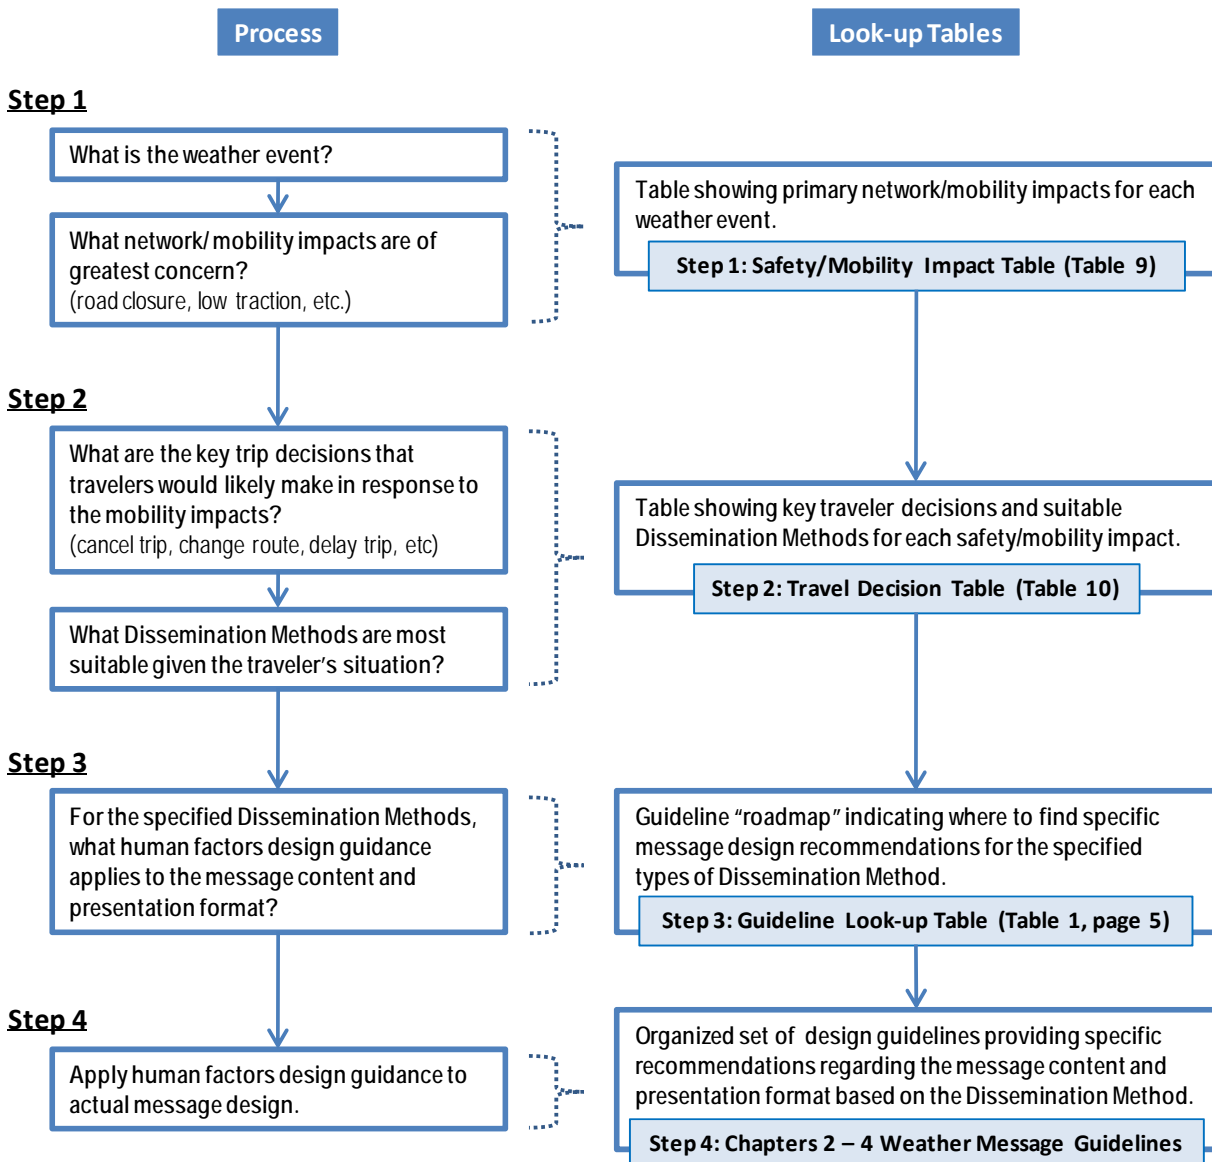 Process
Look-up Tables
Step 1
What is the weather event?
What network/ mobility impacts are of
greatest concern?
(road closure, low traction, etc.)
Table showing primary network/mobility impacts for each
weather event.
Step 1: Safety/Mobility Impact Table (Table 9)
Step 2
What are the key trip decisions that
travelers would likely make in response to
the mobility impacts?
(cancel trip, change route, delay trip, etc)
What Dissemination Methods are most
suitable given the traveler's situation?
Table showing key traveler decisions and suitable
Dissemination Methods for each safety/mobility impact.
Step 2: Travel Decision Table (Table 10)
Step 3
For the specified Dissemination Methods,
what human factors design guidance
applies to the message content and
presentation format?
Guideline “roadmap” indicating where to find specific
message design recommendations for the specified
types of Dissemination Method.
Step 3: Guideline Look-up Table (Table 1, page 5)
Step 4
Apply human factors design guidance to
actual message design.
Organized set of design guidelines providing specific
recommendations regarding the message content and
presentation format based on the Dissemination Method.
Step 4: Chapters 2 – 4 Weather Message Guidelines